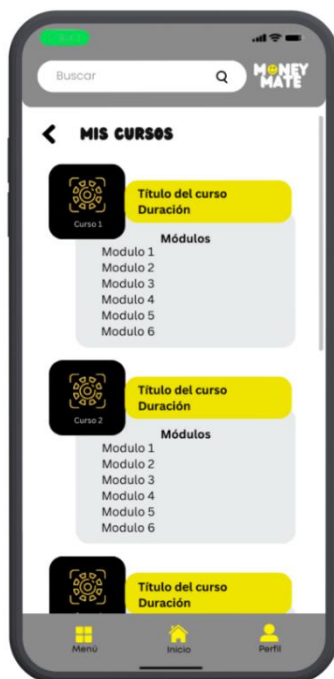 9:41
Buscar
MONEY
MATE
MIS CURSOS
Título del curso
Duración
Curso 1
Módulos
Modulo 1
Modulo 2
Modulo 3
Modulo 4
Modulo 5
Modulo 6
Título del curso
Duración
Curso 2
Módulos
Modulo 1
Modulo 2
Modulo 3
Modulo 4
Modulo 5
Modulo 6
Título del curso
Duración
Menú
Inicio
Perfil